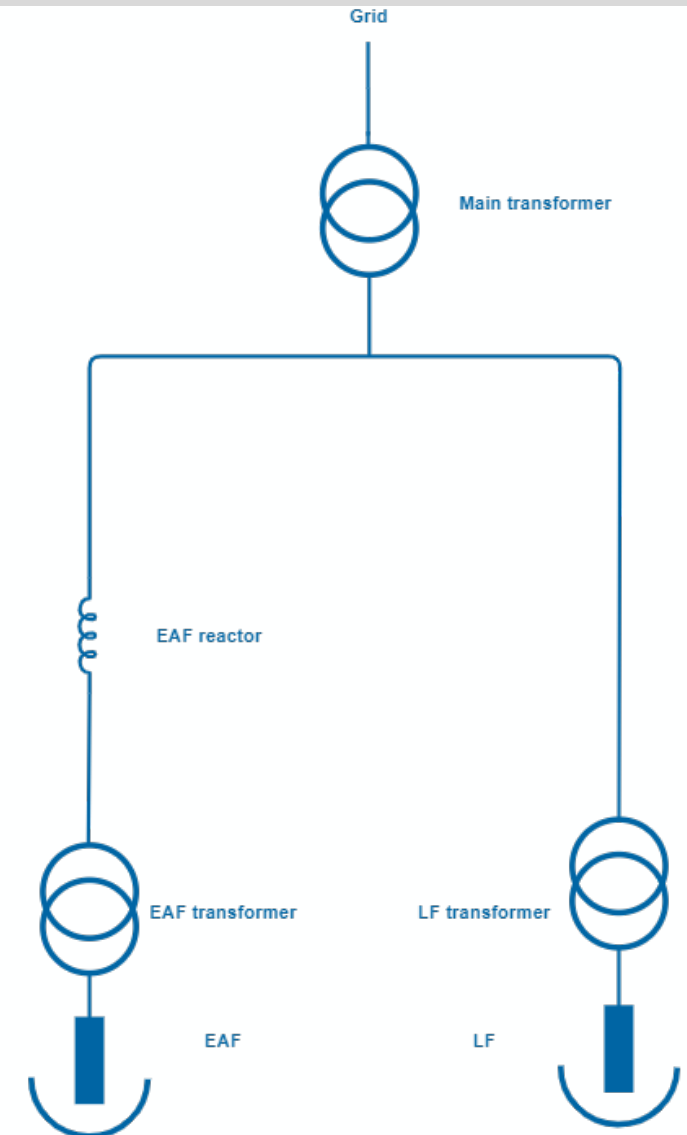 Grid
Main transformer
EAF reactor
EAF transformer
LF transformer
EAF
LF